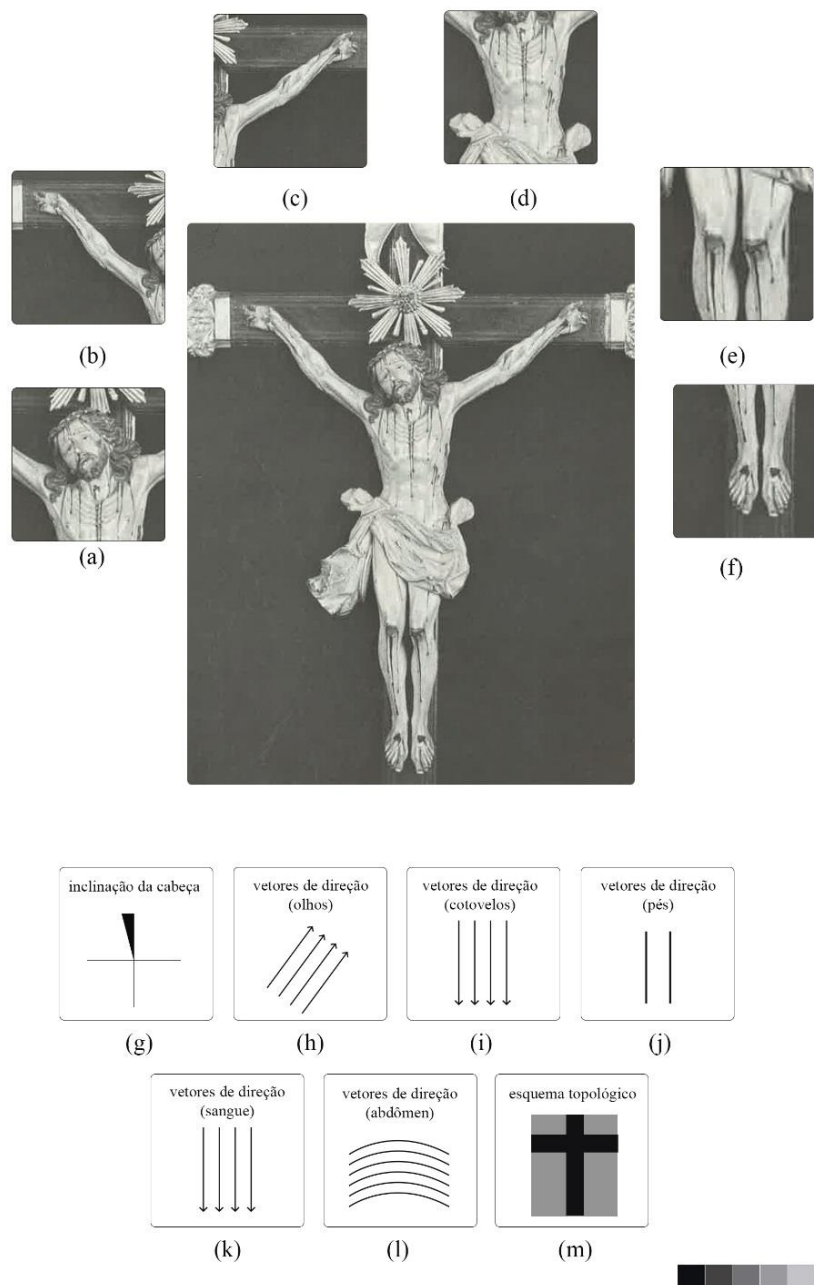 (c)
(d)
(b)
(e)
(a)
(f)
inclinação da cabeça
(g)
vetores de direção
(olhos)
(h)
vetores de direção
(cotovelos)
(i)
vetores de direção
(pés)
(j)
vetores de direção
(sangue)
(k)
vetores de direção
(abdômen)
(l)
esquema topológico
(m)